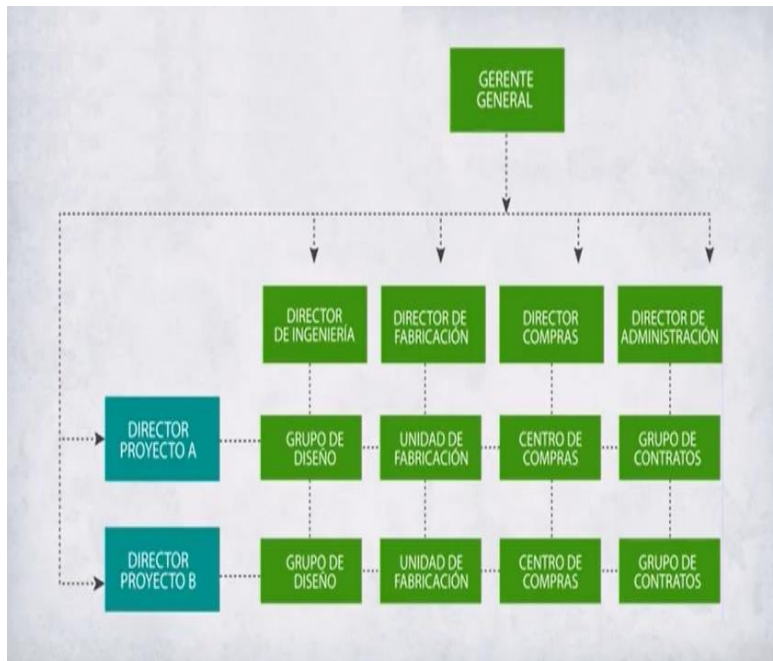 GERENTE
GENERAL
DIRECTOR
DE INGENIERÍA
DIRECTOR DE
FABRICACIÓN
DIRECTOR
COMPRAS
DIRECTOR DE
ADMINISTRACIÓN
DIRECTOR
PROYECTO A
GRUPO DE
DISEÑO
UNIDAD DE
FABRICACIÓN
CENTRO DE
COMPRAS
GRUPO DE
CONTRATOS
DIRECTOR
PROYECTO B
GRUPO DE
DISEÑO
UNIDAD DE
FABRICACIÓN
CENTRO DE
COMPRAS
GRUPO DE
CONTRATOS